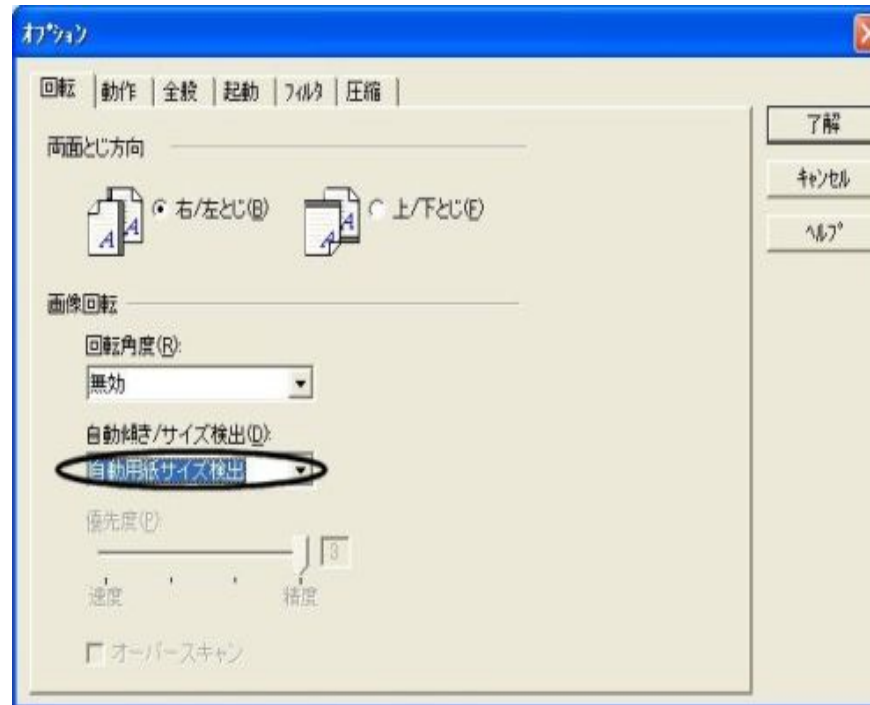 オプション
回転 動作 全般 起動 フィルタ 圧縮
了解
キャンセル
ヘルプ
両面とじ方向
A A 右/左とじ(B) A A 上/下とじ(F)
画像回転
回転角度(R):
無効
自動傾き/サイズ検出(D):
自動用紙サイズ検出
優先度(P):
3
速度 精度
オーバースキャン